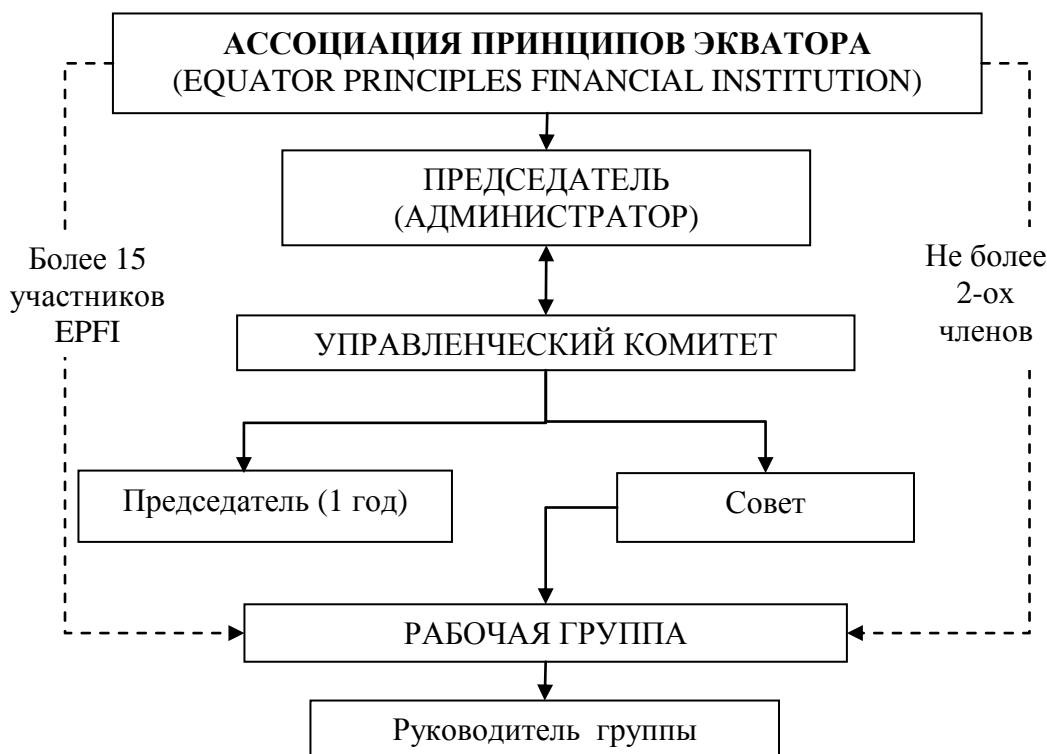 АССОЦИАЦИЯ ПРИНЦИПОВ ЭКВАТОРА
(EQUATOR PRINCIPLES FINANCIAL INSTITUTION)
ПРЕДСЕДАТЕЛЬ
(АДМИНИСТРАТОР)
Более 15
участников
EPFI
Не более
2-ох
членов
УПРАВЛЕНЧЕСКИЙ КОМИТЕТ
Председатель (1 год)
Совет
РАБОЧАЯ ГРУППА
Руководитель группы